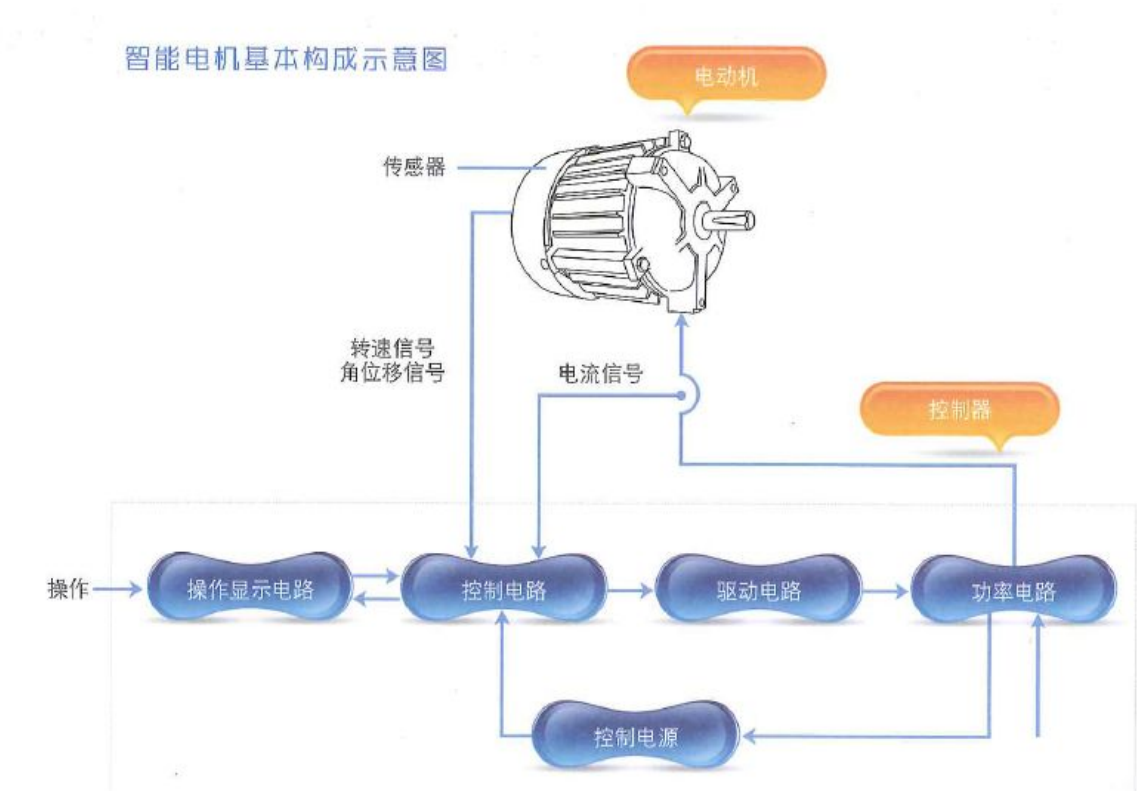 智能电机基本构成示意图
电动机
传感器
转速信号
角位移信号
电流信号
控制器
操作
操作显示电路
控制电路
驱动电路
功率电路
控制电源